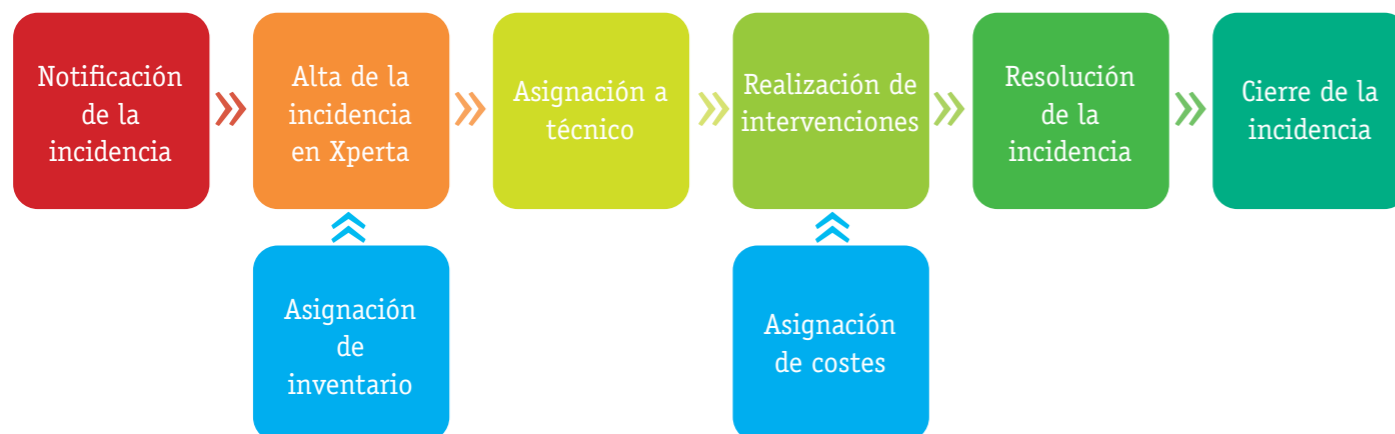 Notificación
de la
incidencia
Alta de la
incidencia
en Xperta
Asignación a
técnico
Realización de
intervenciones
Resolución
de la
incidencia
Cierre de la
incidencia
Asignación
de
inventario
Asignación
de costes